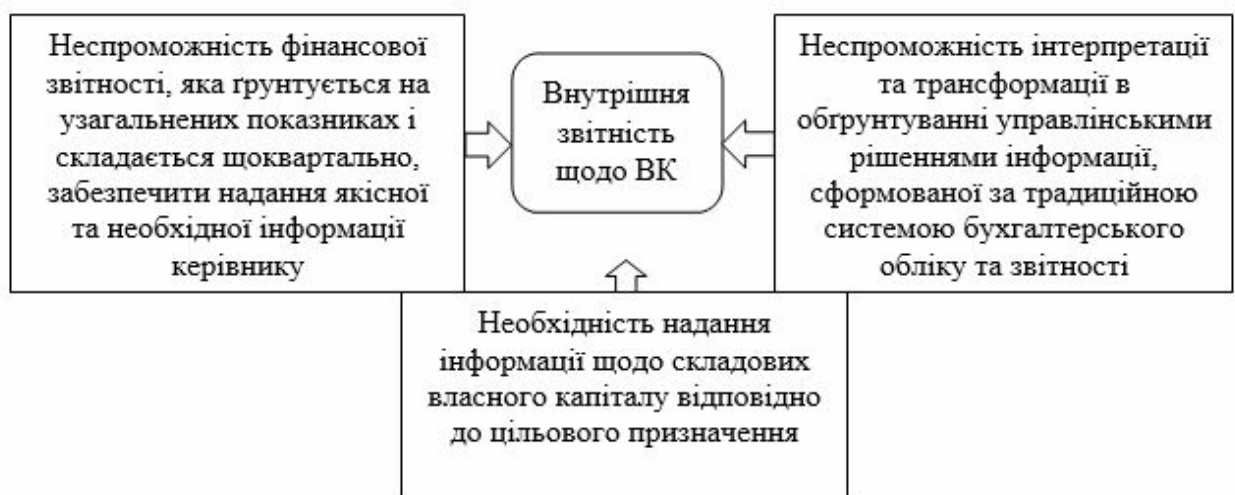 Неспроможність фінансової
звітності, яка ґрунтується на
узагальнених показниках і
складається щоквартально,
забезпечити надання якісної
та необхідної інформації
керівнику
Внутрішня
звітність
щодо ВК
Неспроможність інтерпретації
та трансформації в
обґрунтуванні управлінськими
рішеннями інформації,
сформованої за традиційною
системою бухгалтерського
обліку та звітності
Необхідність надання
інформації щодо складових
власного капіталу відповідно
до цільового призначення